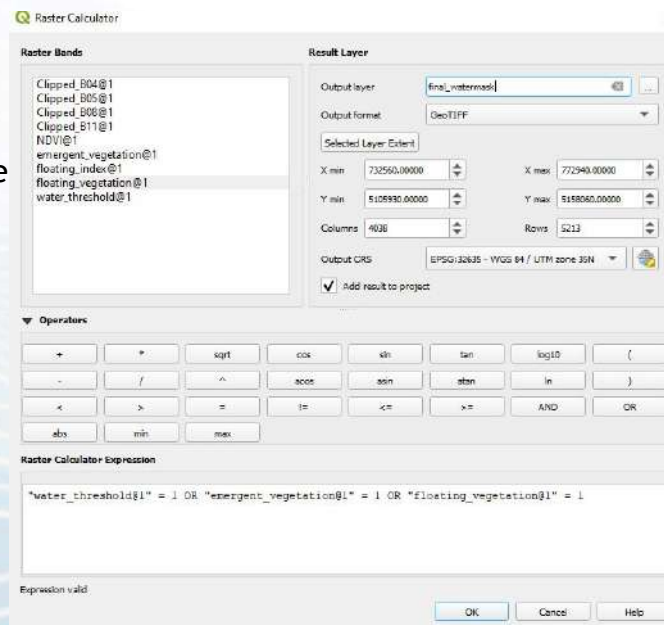 Raster Calculator
e
Raster Bands
Clipped_B04@1
Clipped_B05@1
Clipped_B08@1
Clipped_B11@1
NDVI@1
emergent_vegetation@1
floating_index@1
floating_vegetation@1
water_threshold@1
Result Layer
Output layer final_watermask ...
Output format GeoTIFF
Selected Layer Extent
X min 732560.00000 X max 772940.00000
Y min 5105930.00000 Y max 5158060.00000
Columns 4038 Rows 5213
Output CRS EPSG:32635 - WGS 84 / UTM zone 35N
Add result to project
Operators
+ * sqrt cos sin tan log10 (
- / ^ acos asin atan ln )
< > = != <= >= AND OR
abs min max
Raster Calculator Expression
"water_threshold@1" = 1 OR "emergent_vegetation@1" = 1 OR "floating_vegetation@1" = 1
Expression valid
OK Cancel Help